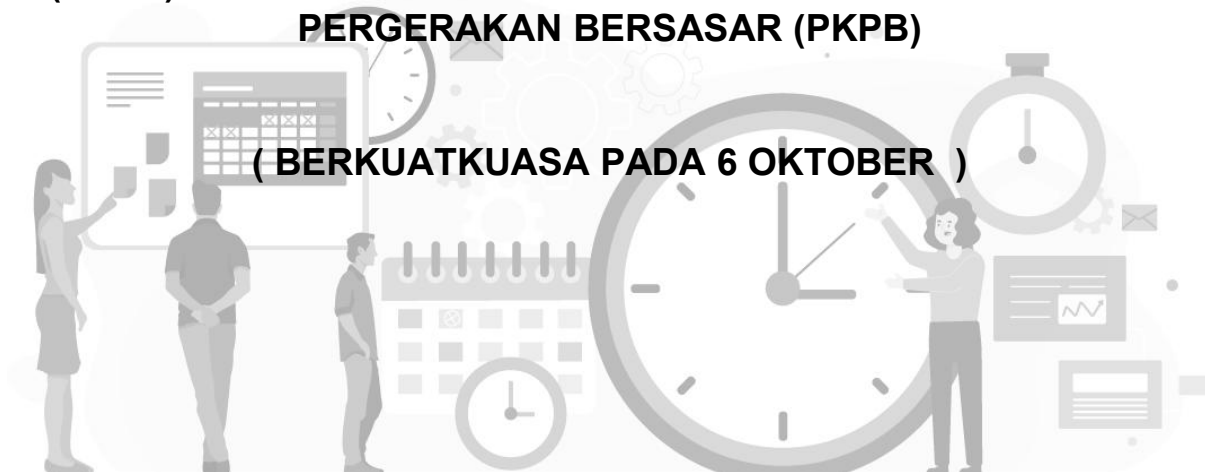 PERGERAKAN BERSASAR (PKPB)
( BERKUATKUASA PADA 6 OKTOBER )